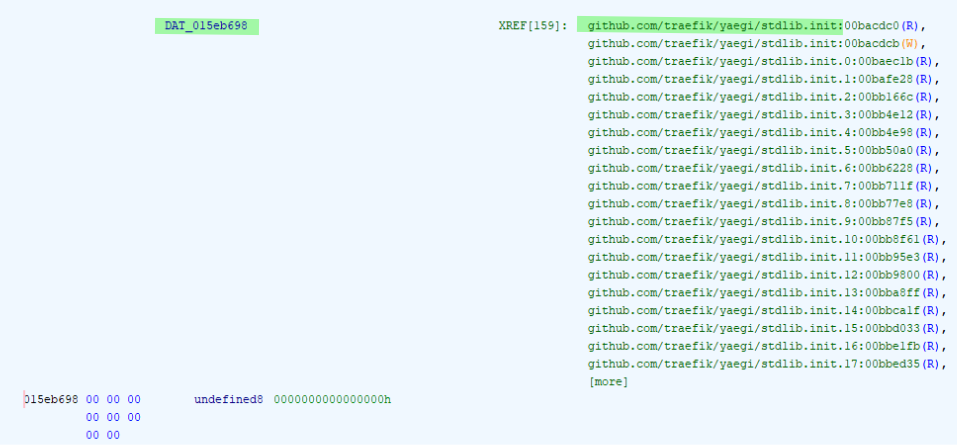 DAT_015eb698 XREF[159]: github.com/traefik/yaegi/stdlib.init:00bacdc0(R),
github.com/traefik/yaegi/stdlib.init:00bacdcb(W),
github.com/traefik/yaegi/stdlib.init.0:00baec1b(R),
github.com/traefik/yaegi/stdlib.init.1:00bafe28(R),
github.com/traefik/yaegi/stdlib.init.2:00bb166c(R),
github.com/traefik/yaegi/stdlib.init.3:00bb4e12(R),
github.com/traefik/yaegi/stdlib.init.4:00bb4e98(R),
github.com/traefik/yaegi/stdlib.init.5:00bb50a0(R),
github.com/traefik/yaegi/stdlib.init.6:00bb6228(R),
github.com/traefik/yaegi/stdlib.init.7:00bb711f(R),
github.com/traefik/yaegi/stdlib.init.8:00bb77e8(R),
github.com/traefik/yaegi/stdlib.init.9:00bb87f5(R),
github.com/traefik/yaegi/stdlib.init.10:00bb8f61(R),
github.com/traefik/yaegi/stdlib.init.11:00bb95e3(R),
github.com/traefik/yaegi/stdlib.init.12:00bb9800(R),
github.com/traefik/yaegi/stdlib.init.13:00bba8ff(R),
github.com/traefik/yaegi/stdlib.init.14:00bbca1f(R),
github.com/traefik/yaegi/stdlib.init.15:00bbd033(R),
github.com/traefik/yaegi/stdlib.init.16:00bbe1fb(R),
github.com/traefik/yaegi/stdlib.init.17:00bbed35(R),
[more]
015eb698 00 00 00 undefined8 0000000000000000h
00 00 00
00 00